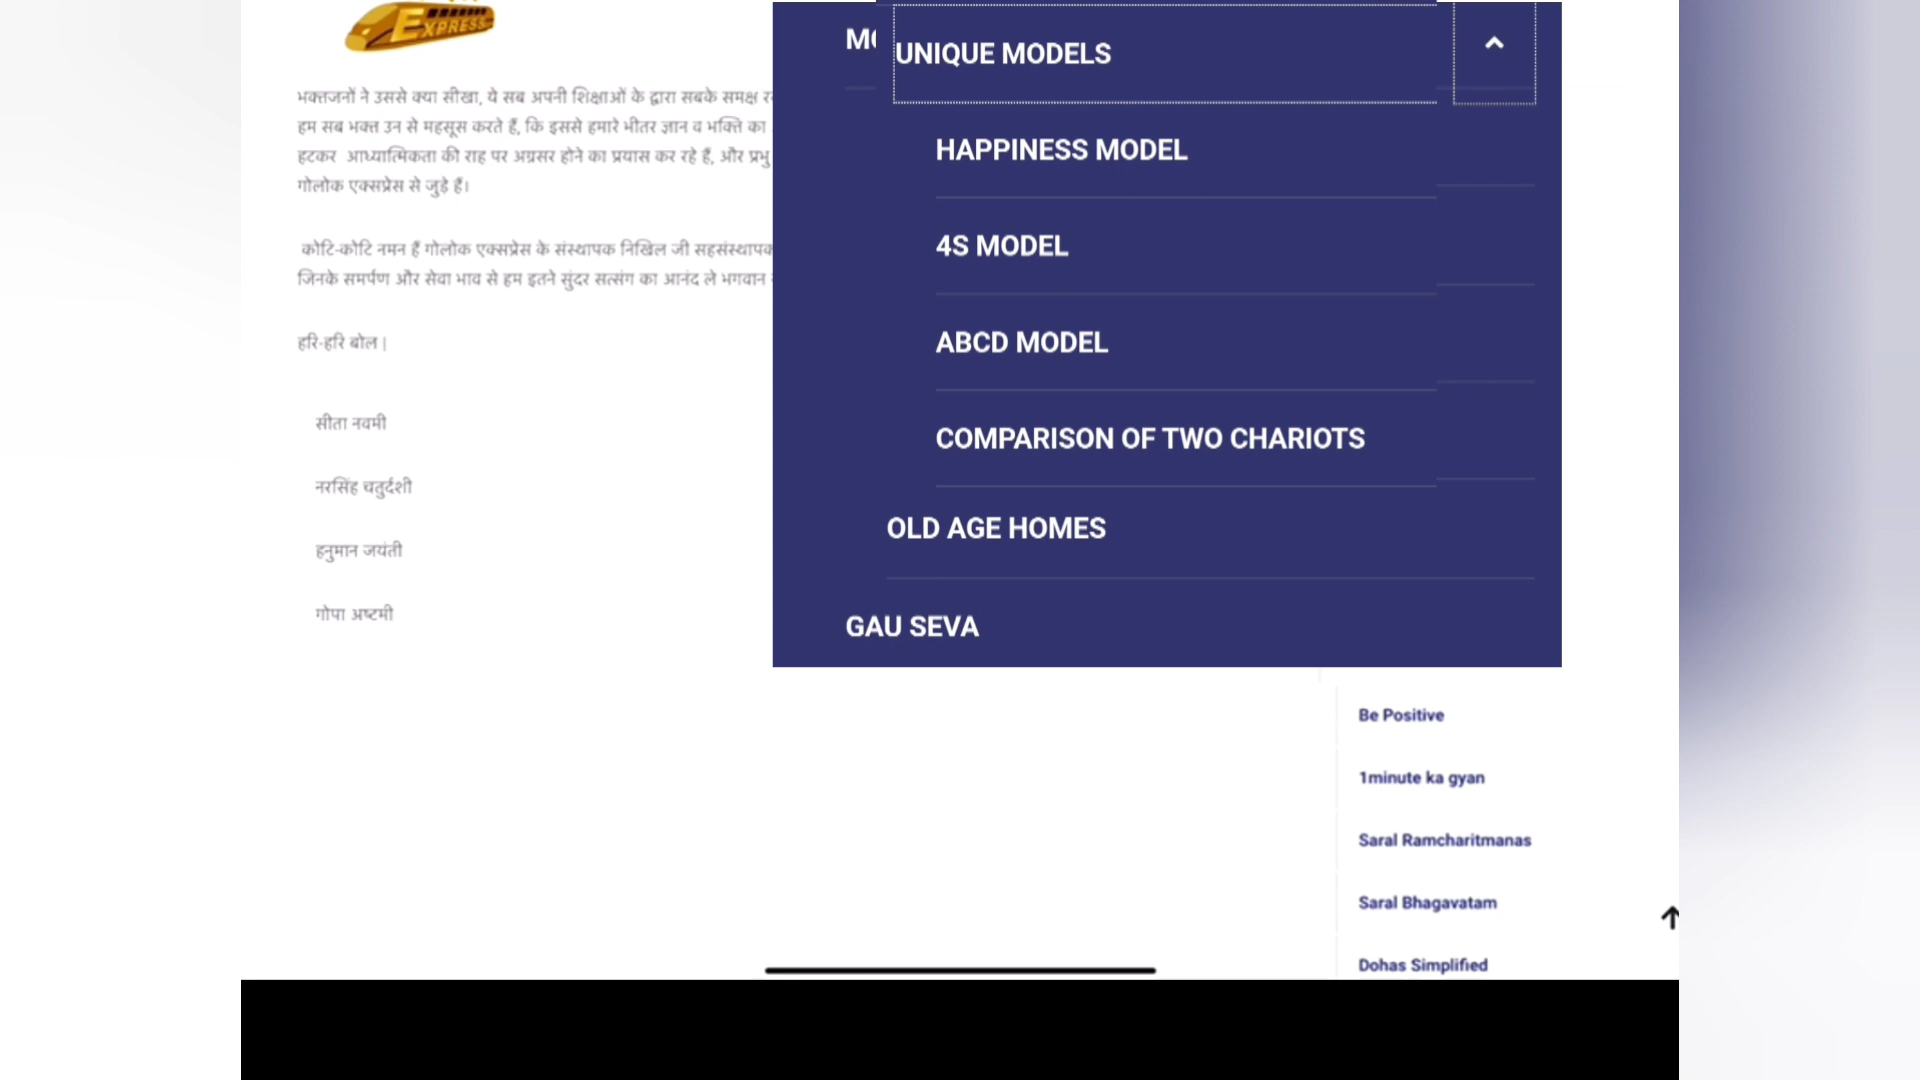 EXPRESS
भक्तजनों ने उससे क्या सीखा, ये सब अपनी शिक्षाओं के द्वारा सबके समक्ष
हम सब भक्त उन से महसूस करते हैं, कि इससे हमारे भीतर ज्ञान व भक्ति का
हटकर आध्यात्मिकता की राह पर अग्रसर होने का प्रयास कर रहे हैं, और प्रभु
गोलोक एक्सप्रेस से जुड़े हैं।
कोटि-कोटि नमन हैं गोलोक एक्सप्रेस के संस्थापक निखिल जी सहसंस्थापक
जिनके समर्पण और सेवा भाव से हम इतने सुंदर सत्संग का आनंद ले भगवान
हरि-हरि बोल |
सीता नवमी
नरसिंह चतुर्दशी
हनुमान जयंती
गोपा अष्टमी
UNIQUE MODELS
HAPPINESS MODEL
4S MODEL
ABCD MODEL
COMPARISON OF TWO CHARIOTS
OLD AGE HOMES
GAU SEVA
Be Positive
1minute ka gyan
Saral Ramcharitmanas
Saral Bhagavatam
Dohas Simplified